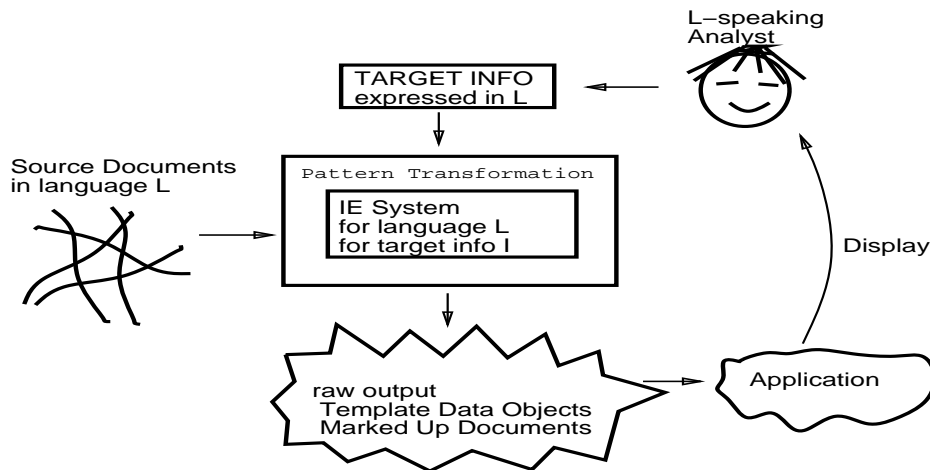 L−speaking
Analyst
TARGET INFO
expressed in L
Source Documents
in language L
Pattern Transformation
IE System
for language L
for target info I
Display
raw output
Template Data Objects
Marked Up Documents
Application